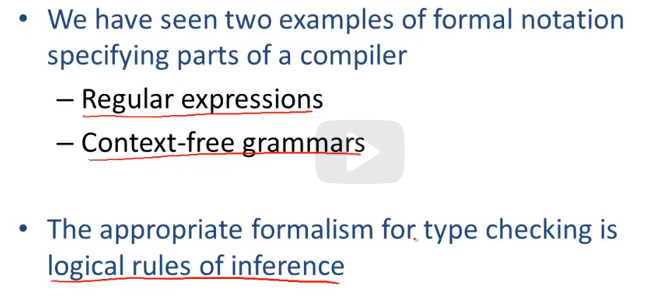 • We have seen two examples of formal notation
specifying parts of a compiler
– Regular expressions
– Context-free grammars
• The appropriate formalism for type checking is
logical rules of inference